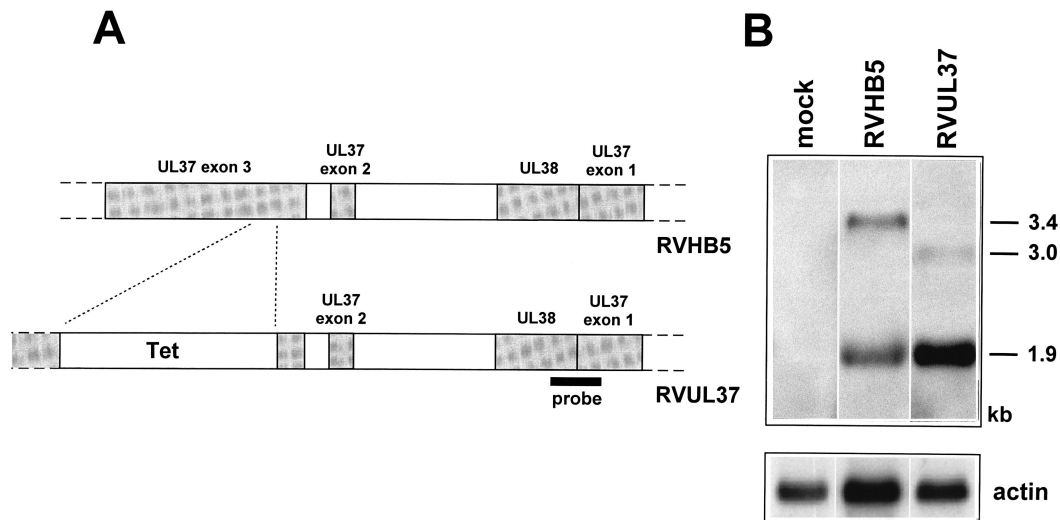 A
UL37 exon 3
UL37
exon 2
UL38
UL37
exon 1
RVHB5
UL37
exon 2
UL38
UL37
exon 1
Tet
probe
RVUL37
B
mock
RVHB5
RVUL37
3.4
3.0
1.9
kb
actin